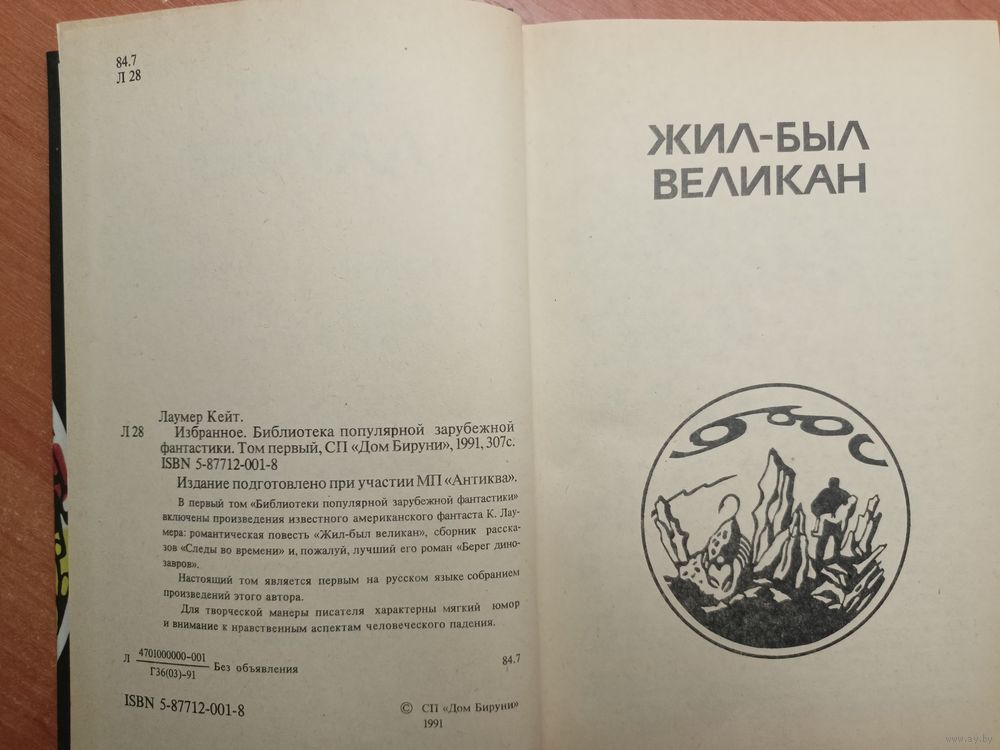 84.7
Л 28
Лаумер Кейт.
Л 28 Избранное. Библиотека популярной зарубежной
фантастики. Том первый, СП «Дом Бируни», 1991, 307с.
ISBN 5-87712-001-8
Издание подготовлено при участии МП «Антиква».
В первый том «Библиотеки популярной зарубежной фантастики»
включены произведения известного американского фантаста К. Лау-
мера: романтическая повесть «Жил-был великан», сборник расска-
зов «Следы во времени» и, пожалуй, лучший его роман «Берег дино-
завров».
Настоящий том является первым на русском языке собранием
произведений этого автора.
Для творческой манеры писателя характерны мягкий юмор
и внимание к нравственным аспектам человеческого падения.
Л 4701000000-001
Г36(03)-91 Без объявления
84.7
ISBN 5-87712-001-8
© СП «Дом Бируни»
1991
ЖИЛ-БЫЛ
ВЕЛИКАН
www.ay.by